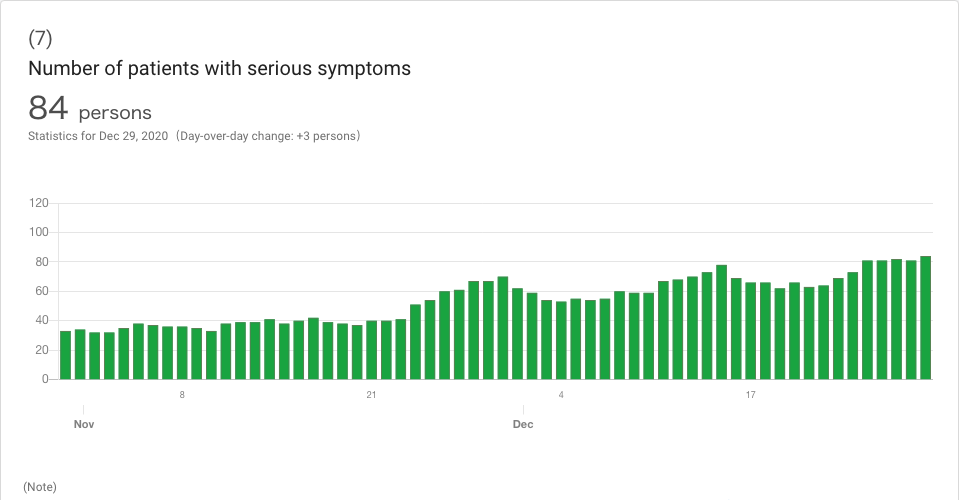 (7)
Number of patients with serious symptoms
84 persons
Statistics for Dec 29, 2020（Day-over-day change: +3 persons）
120
100
80
60
40
20
0
8 21 4 17
Nov Dec
(Note)